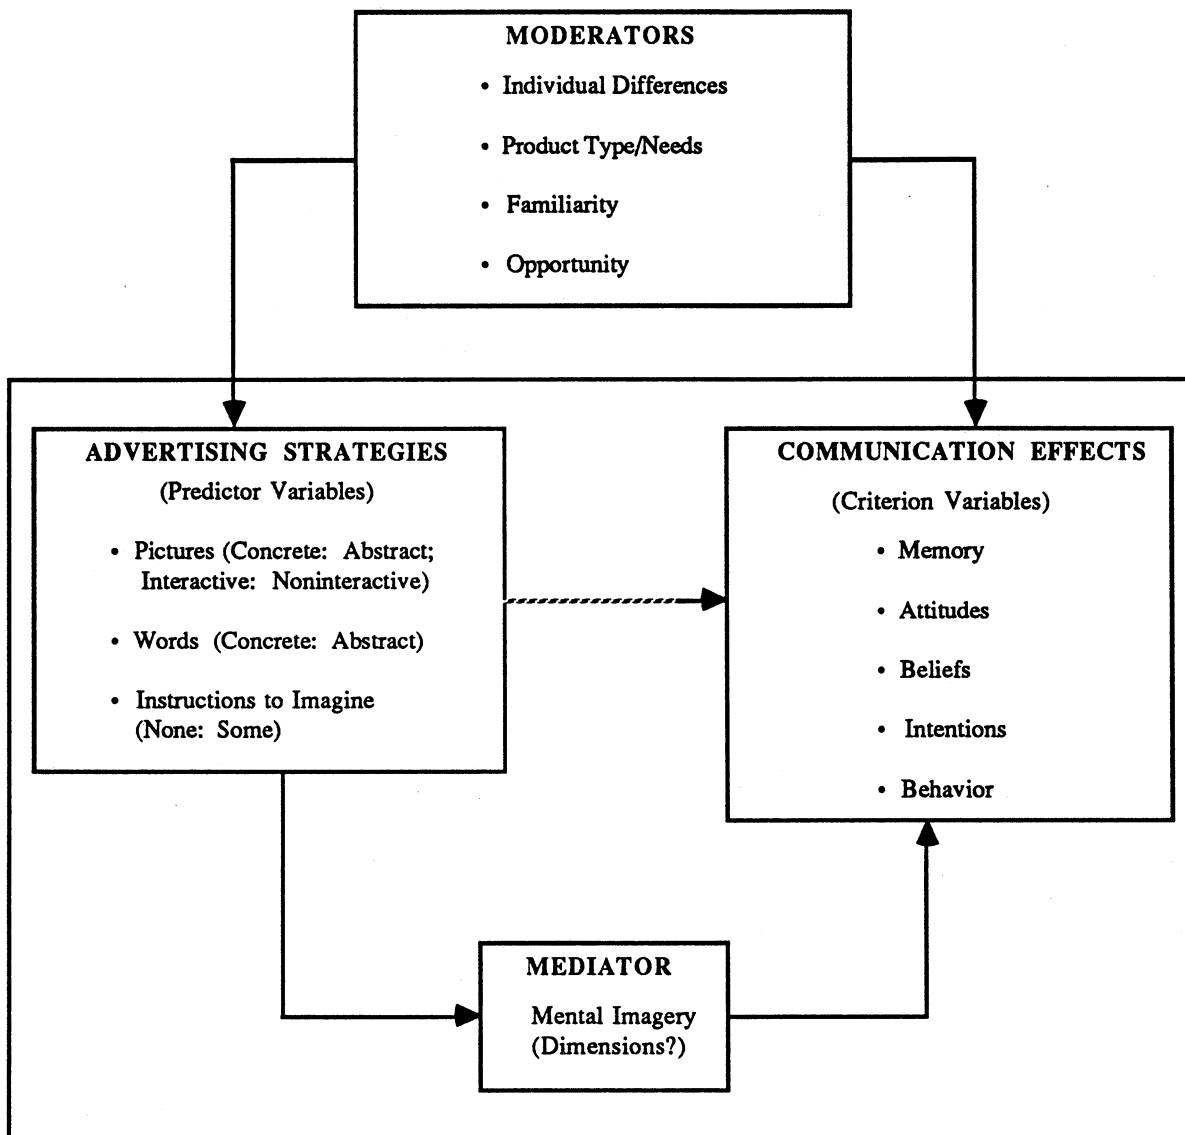 MODERATORS
• Individual Differences
• Product Type/Needs
• Familiarity
• Opportunity
ADVERTISING STRATEGIES
(Predictor Variables)
• Pictures (Concrete: Abstract;
Interactive: Noninteractive)
• Words (Concrete: Abstract)
• Instructions to Imagine
(None: Some)
COMMUNICATION EFFECTS
(Criterion Variables)
• Memory
• Attitudes
• Beliefs
• Intentions
• Behavior
MEDIATOR
Mental Imagery
(Dimensions?)